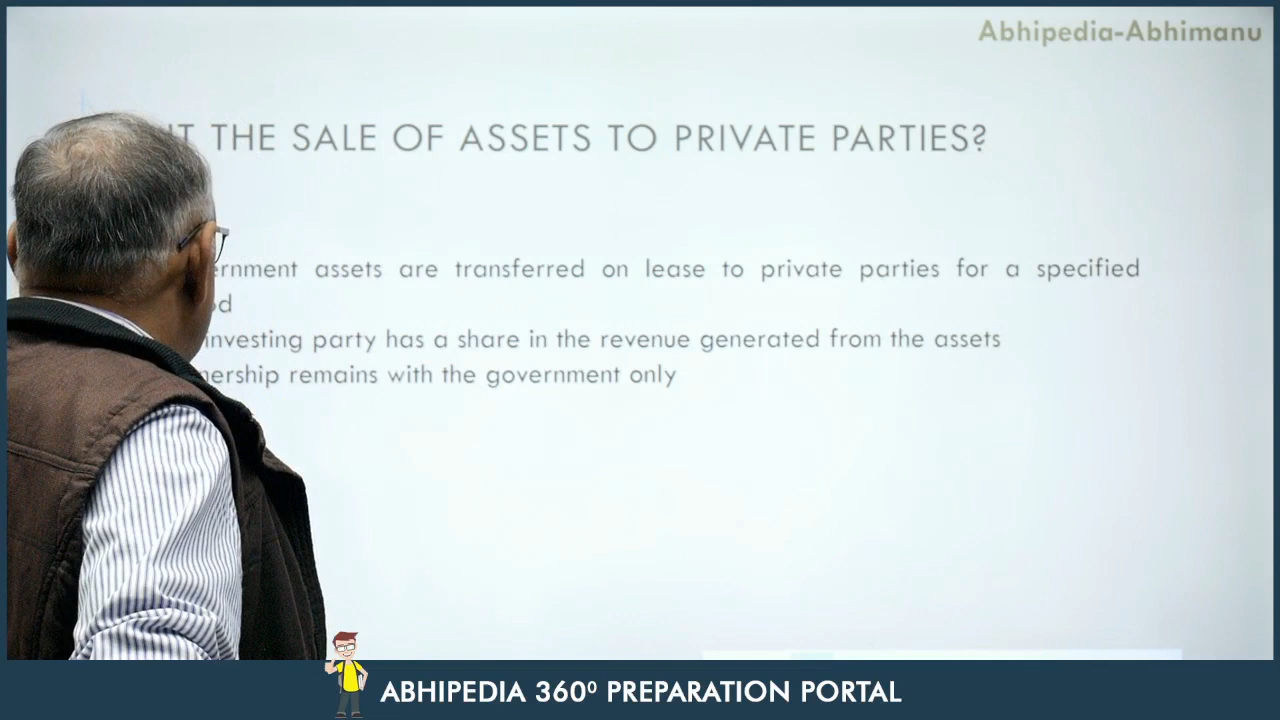 Abhipedia-Abhimanu
THE SALE OF ASSETS TO PRIVATE PARTIES?
assets are transferred on lease to private parties for a specified
investing party has a share in the revenue generated from the assets
remains with the government only
ABHIPEDIA 360⁰ PREPARATION PORTAL